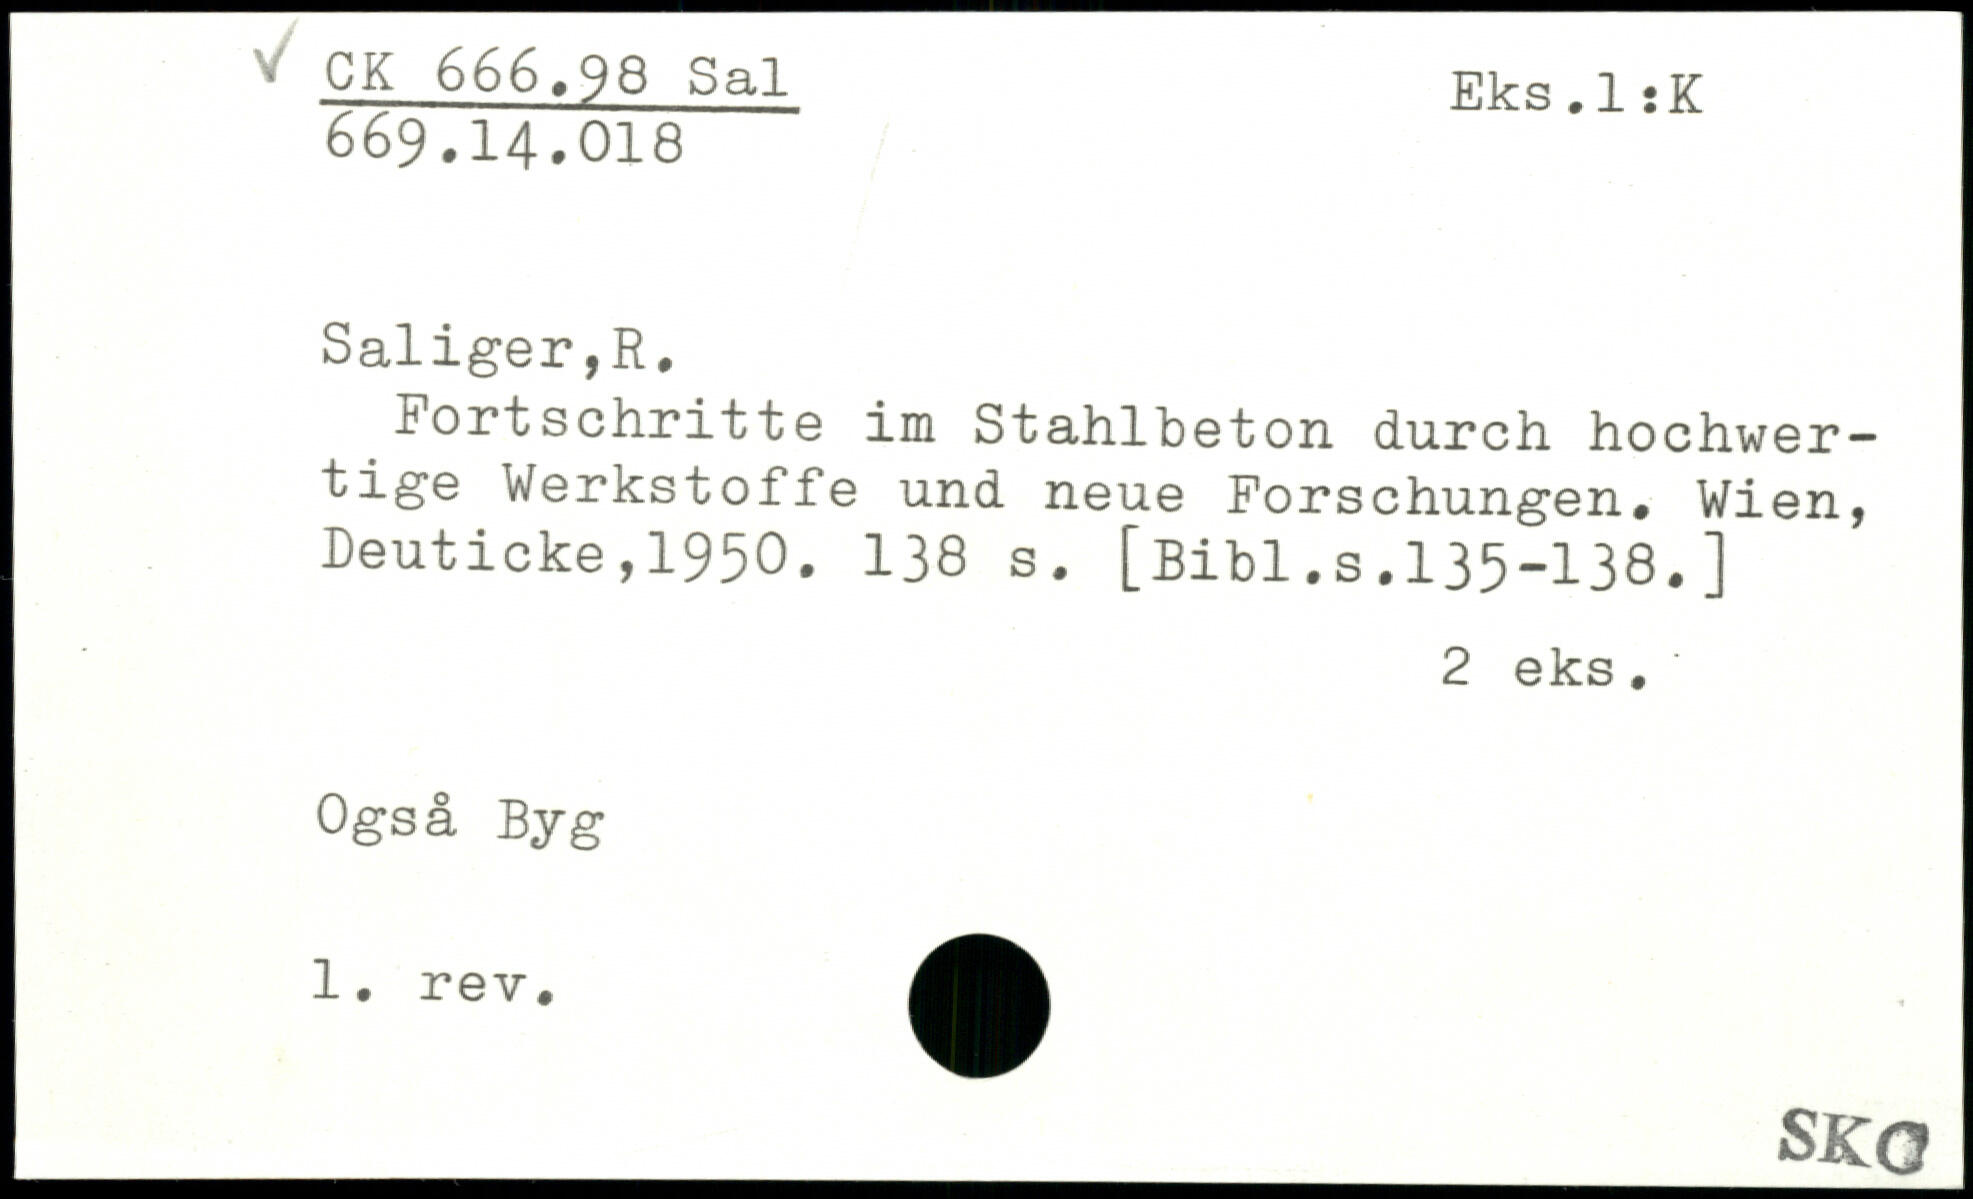 CK 666.98 Sal
Eks.1:K
669.14.018
Saliger,R.
Fortschritte im Stahlbeton durch hochwer-
tige Werkstoffe und neue Forschungen. Wien,
Deuticke,1950. 138 s. [Bibl.s.135-138.]
2 eks.
Også Byg
1. rev.